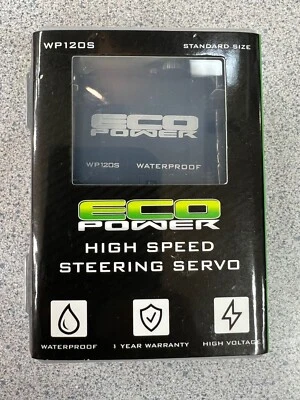 WP120S STANDARD SIZE
ECO
POWER
WP120S WATERPROOF
ECO
POWER
HIGH SPEED
STEERING SERVO
WATERPROOF 1 YEAR WARRANTY HIGH VOLTAGE